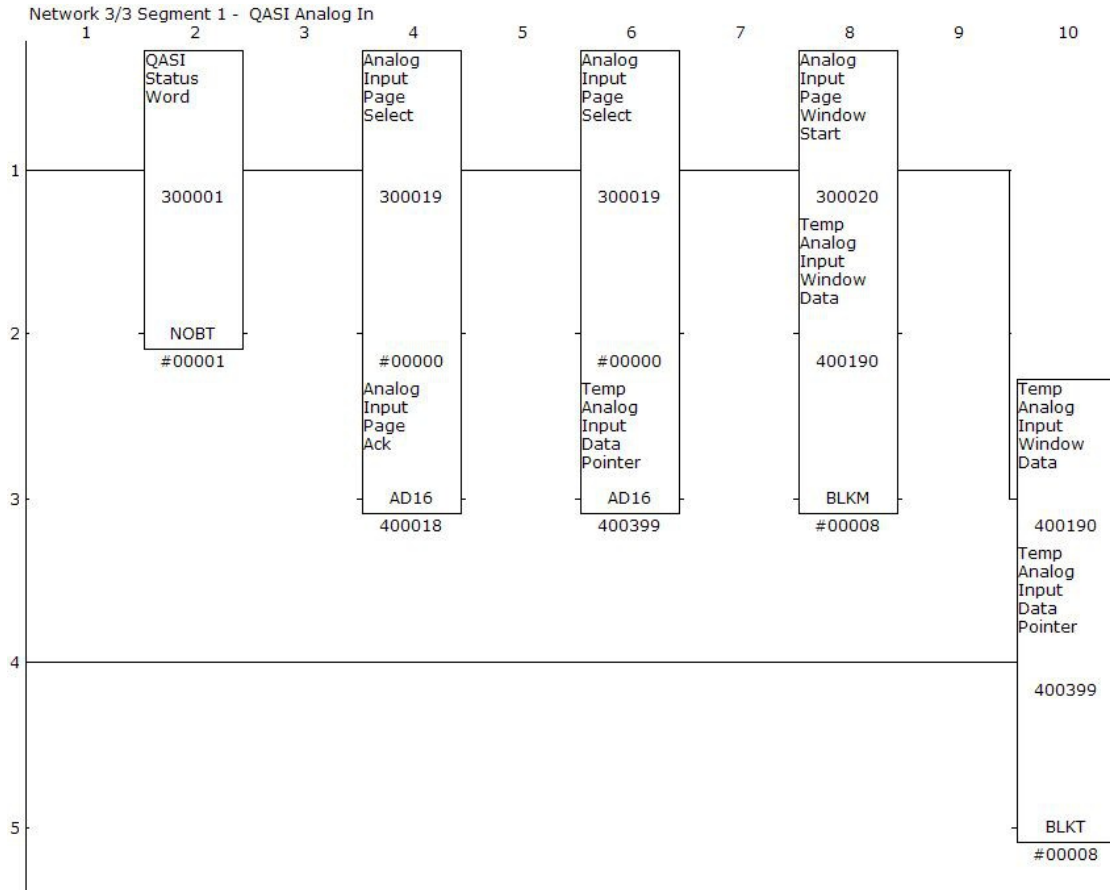 Network 3/3 Segment 1 - QASI Analog In
1 2 3 4 5 6 7 8 9 10
QASI
Status
Word
300001
NOBT
#00001
Analog
Input
Page
Select
300019
#00000
Analog
Input
Page
Ack
AD16
400018
Analog
Input
Page
Select
300019
#00000
Temp
Analog
Input
Data
Pointer
AD16
400399
Analog
Input
Page
Window
Start
300020
Temp
Analog
Input
Window
Data
400190
BLKM
#00008
Temp
Analog
Input
Window
Data
400190
Temp
Analog
Input
Data
Pointer
400399
BLKT
#00008
1
2
3
4
5